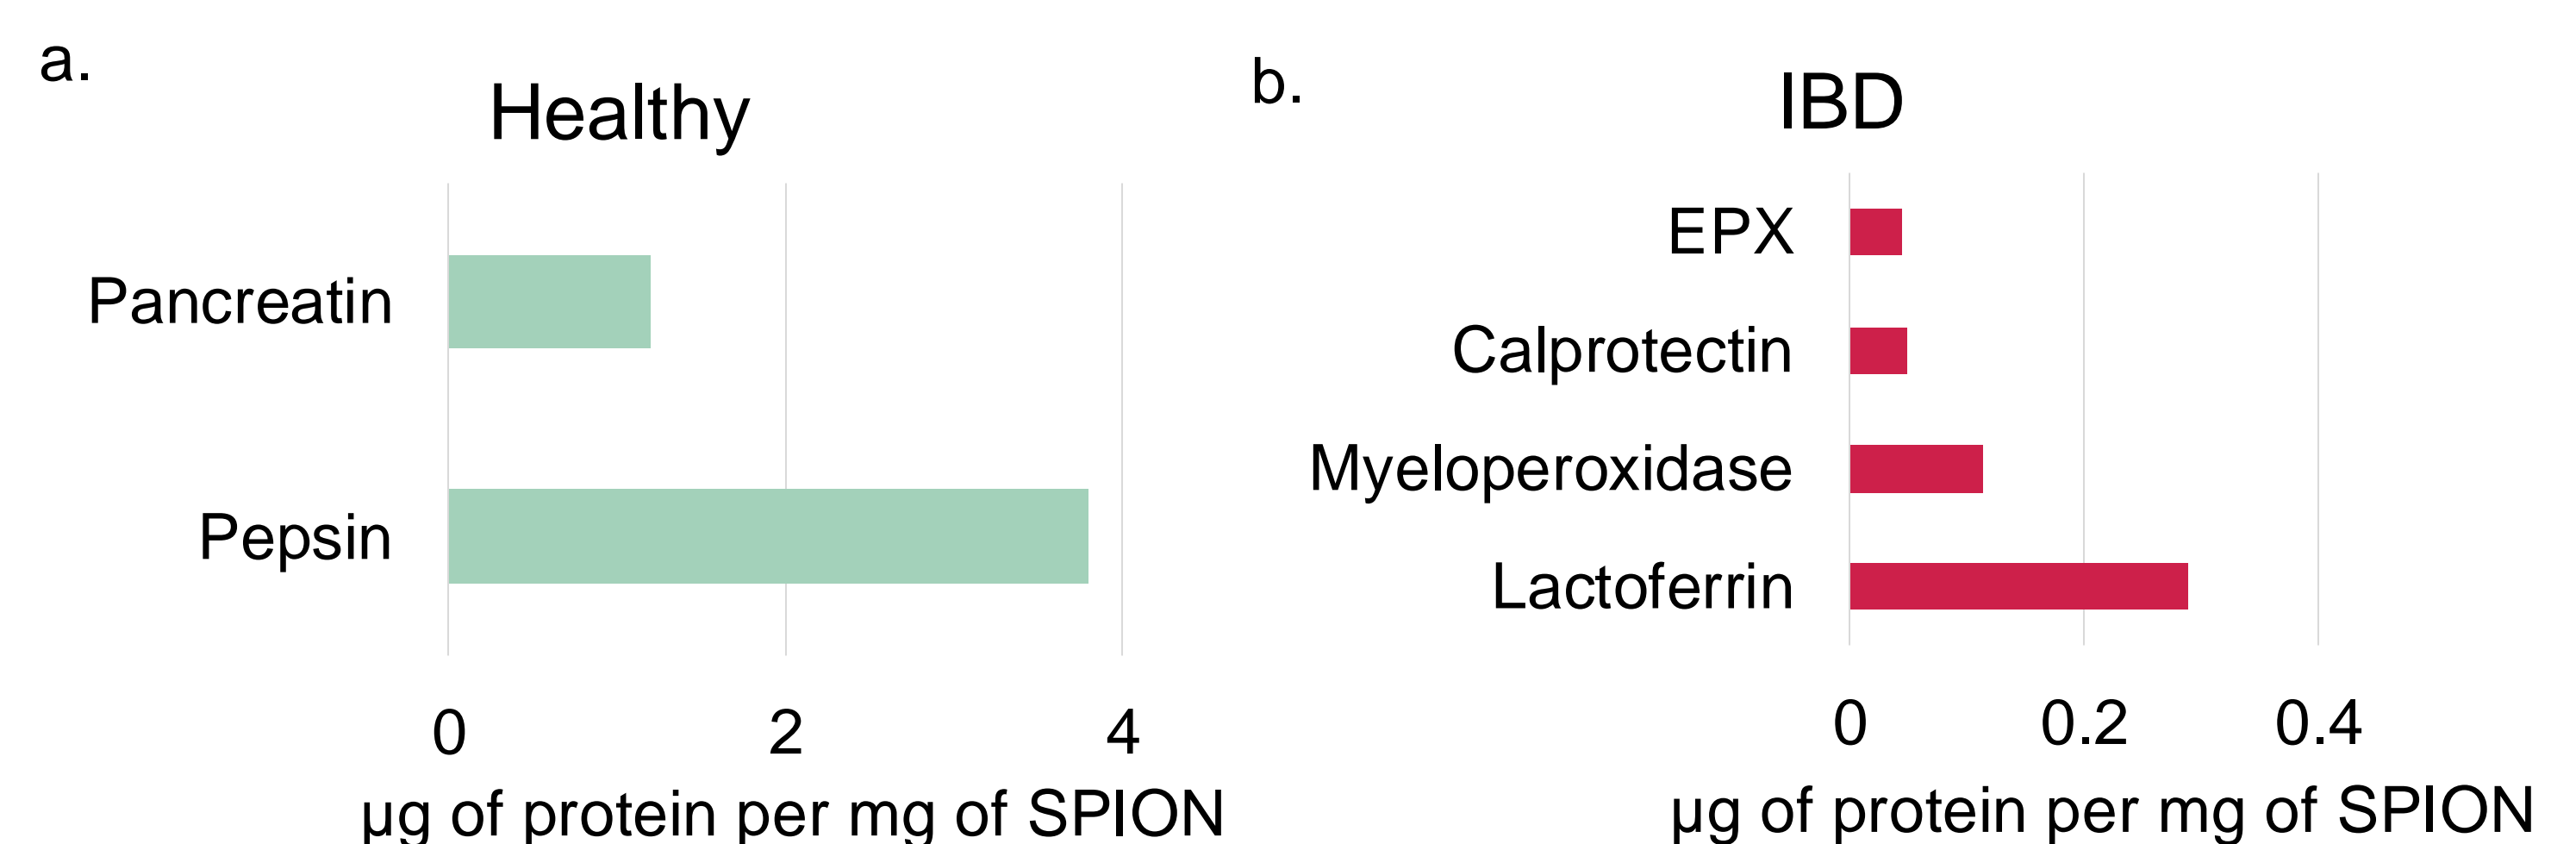 a.
Healthy
Pancreatin
Pepsin
0 2 4
µg of protein per mg of SPION
b.
IBD
EPX
Calprotectin
Myeloperoxidase
Lactoferrin
0 0.2 0.4
µg of protein per mg of SPION